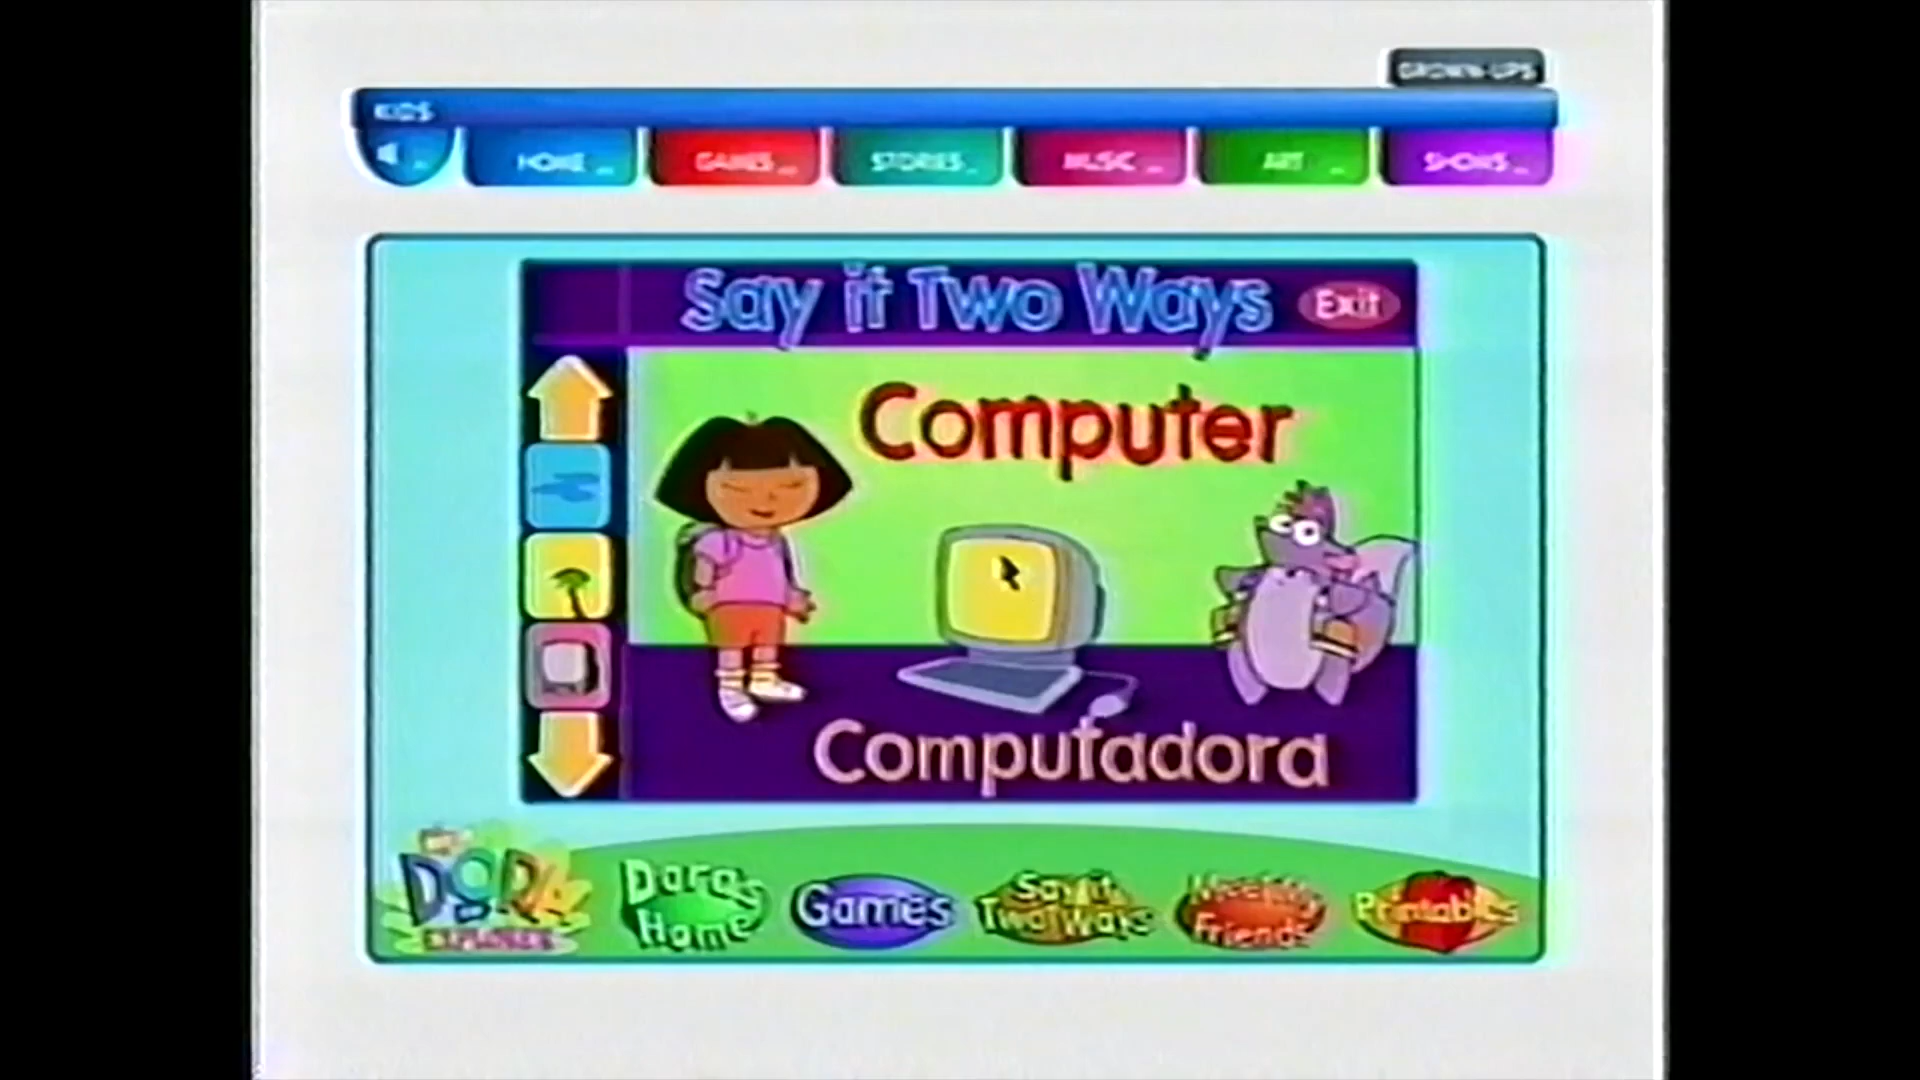 GROWN-UPS
KIDS
HOME GAMES STORIES MUSIC ART SHOWS
Say it Two Ways Exit
Computer
Computadora
DORA
EXPLORER
Dora's
Home
Games
Say it
Two Ways
Friends
Printables